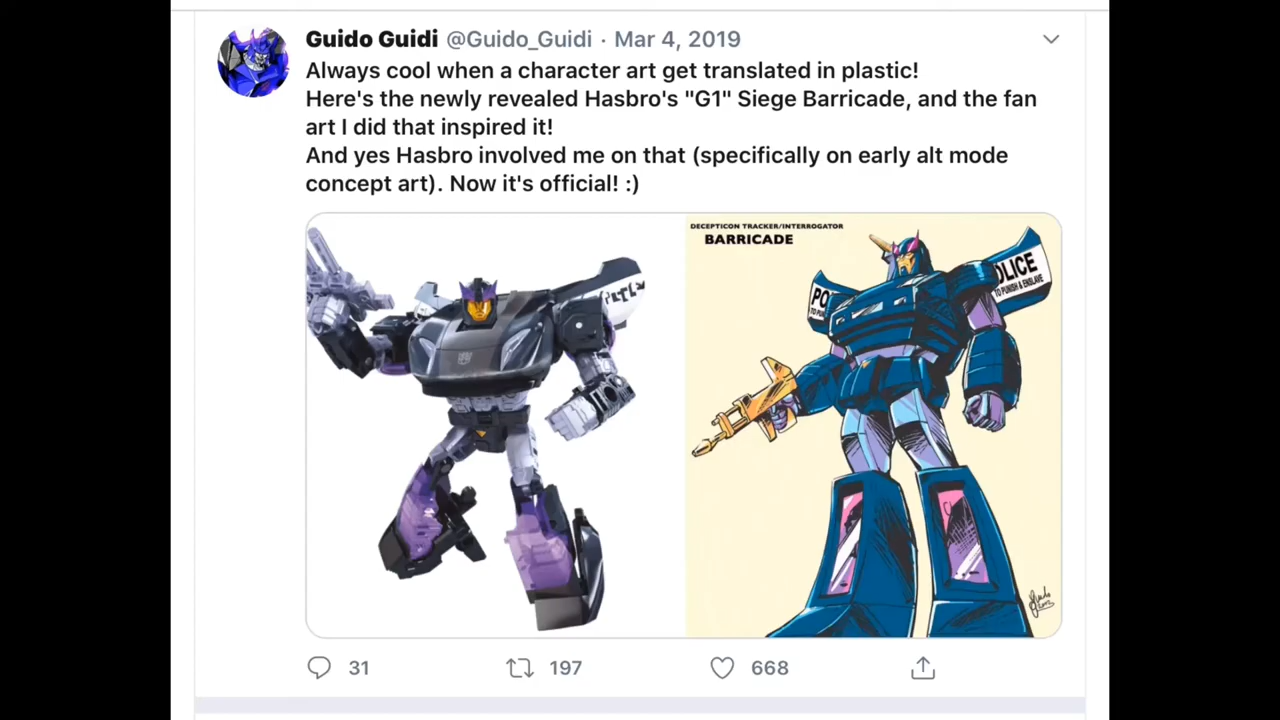 Guido Guidi @Guido_Guidi · Mar 4, 2019
Always cool when a character art get translated in plastic!
Here's the newly revealed Hasbro's "G1" Siege Barricade, and the fan
art I did that inspired it!
And yes Hasbro involved me on that (specifically on early alt mode
concept art). Now it's official! :)
DECEPTICON TRACKER/INTERROGATOR
BARRICADE
PO
OLICE
TO PUNISH & ENSLAVE
31 197 668